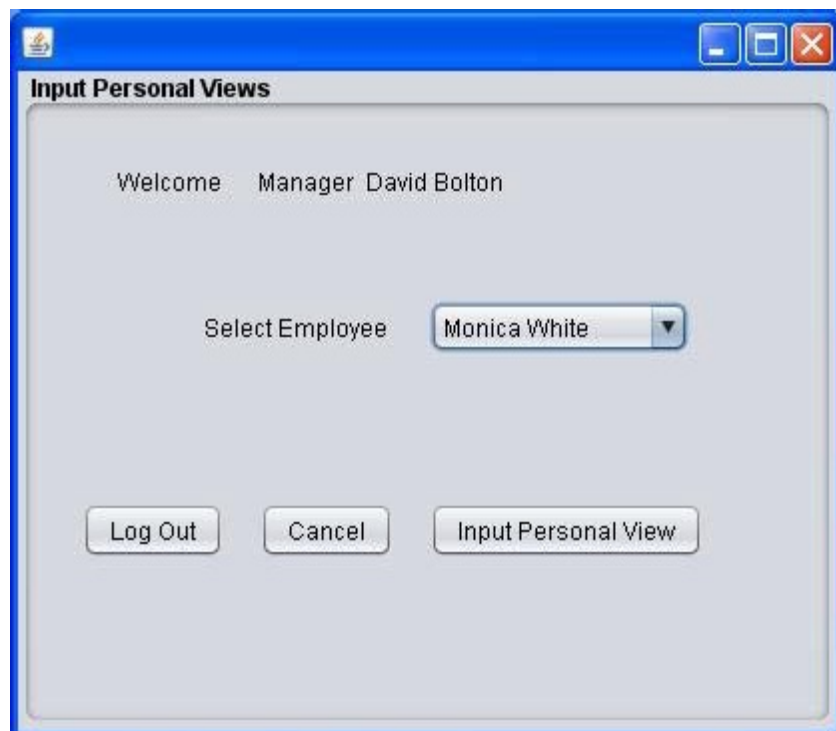 Input Personal Views
Welcome Manager David Bolton
Select Employee Monica White
Log Out Cancel Input Personal View